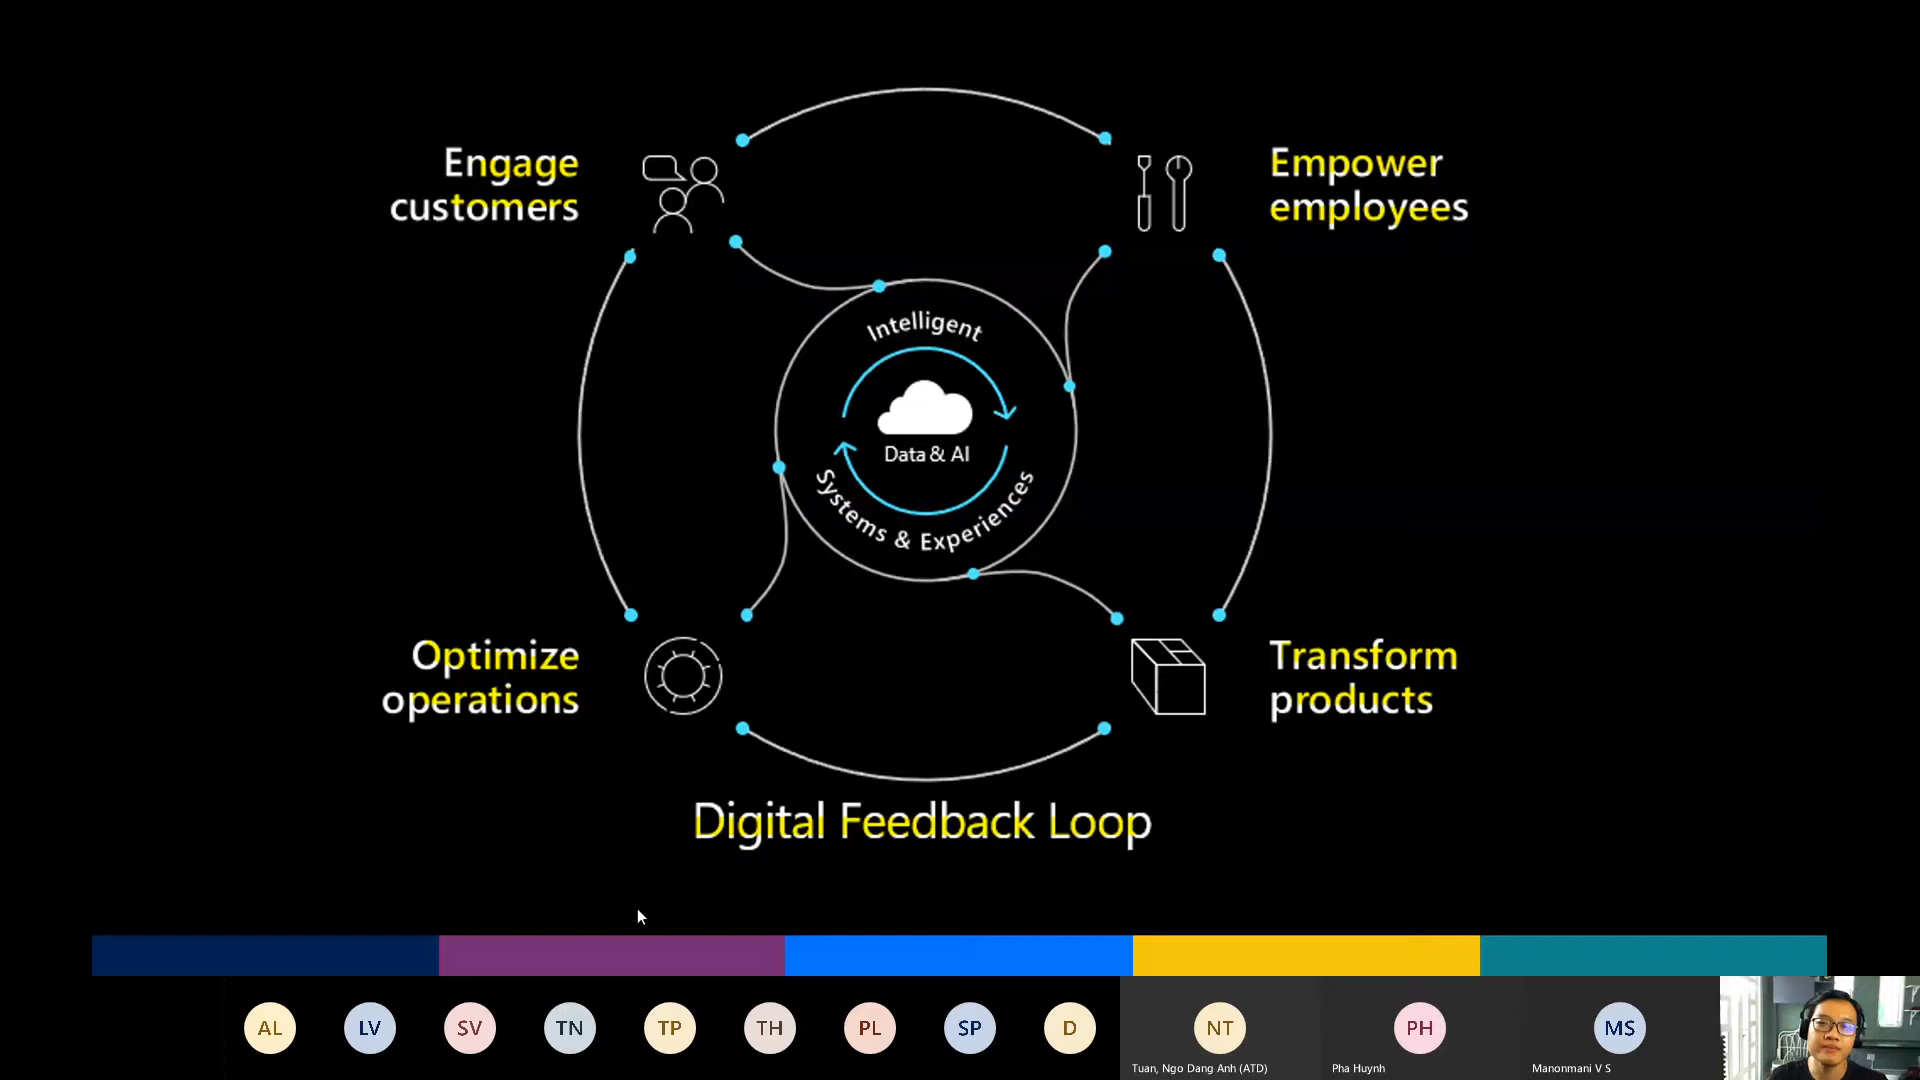 Engage
customers
Empower
employees
Intelligent
Data & AI
Systems & Experiences
Optimize
operations
Transform
products
Digital Feedback Loop
AL
LV
SV
TN
TP
TH
PL
SP
D
NT
PH
MS
Tuan, Ngo Dang Anh (ATD)
Pha Huynh
Manonmani V S